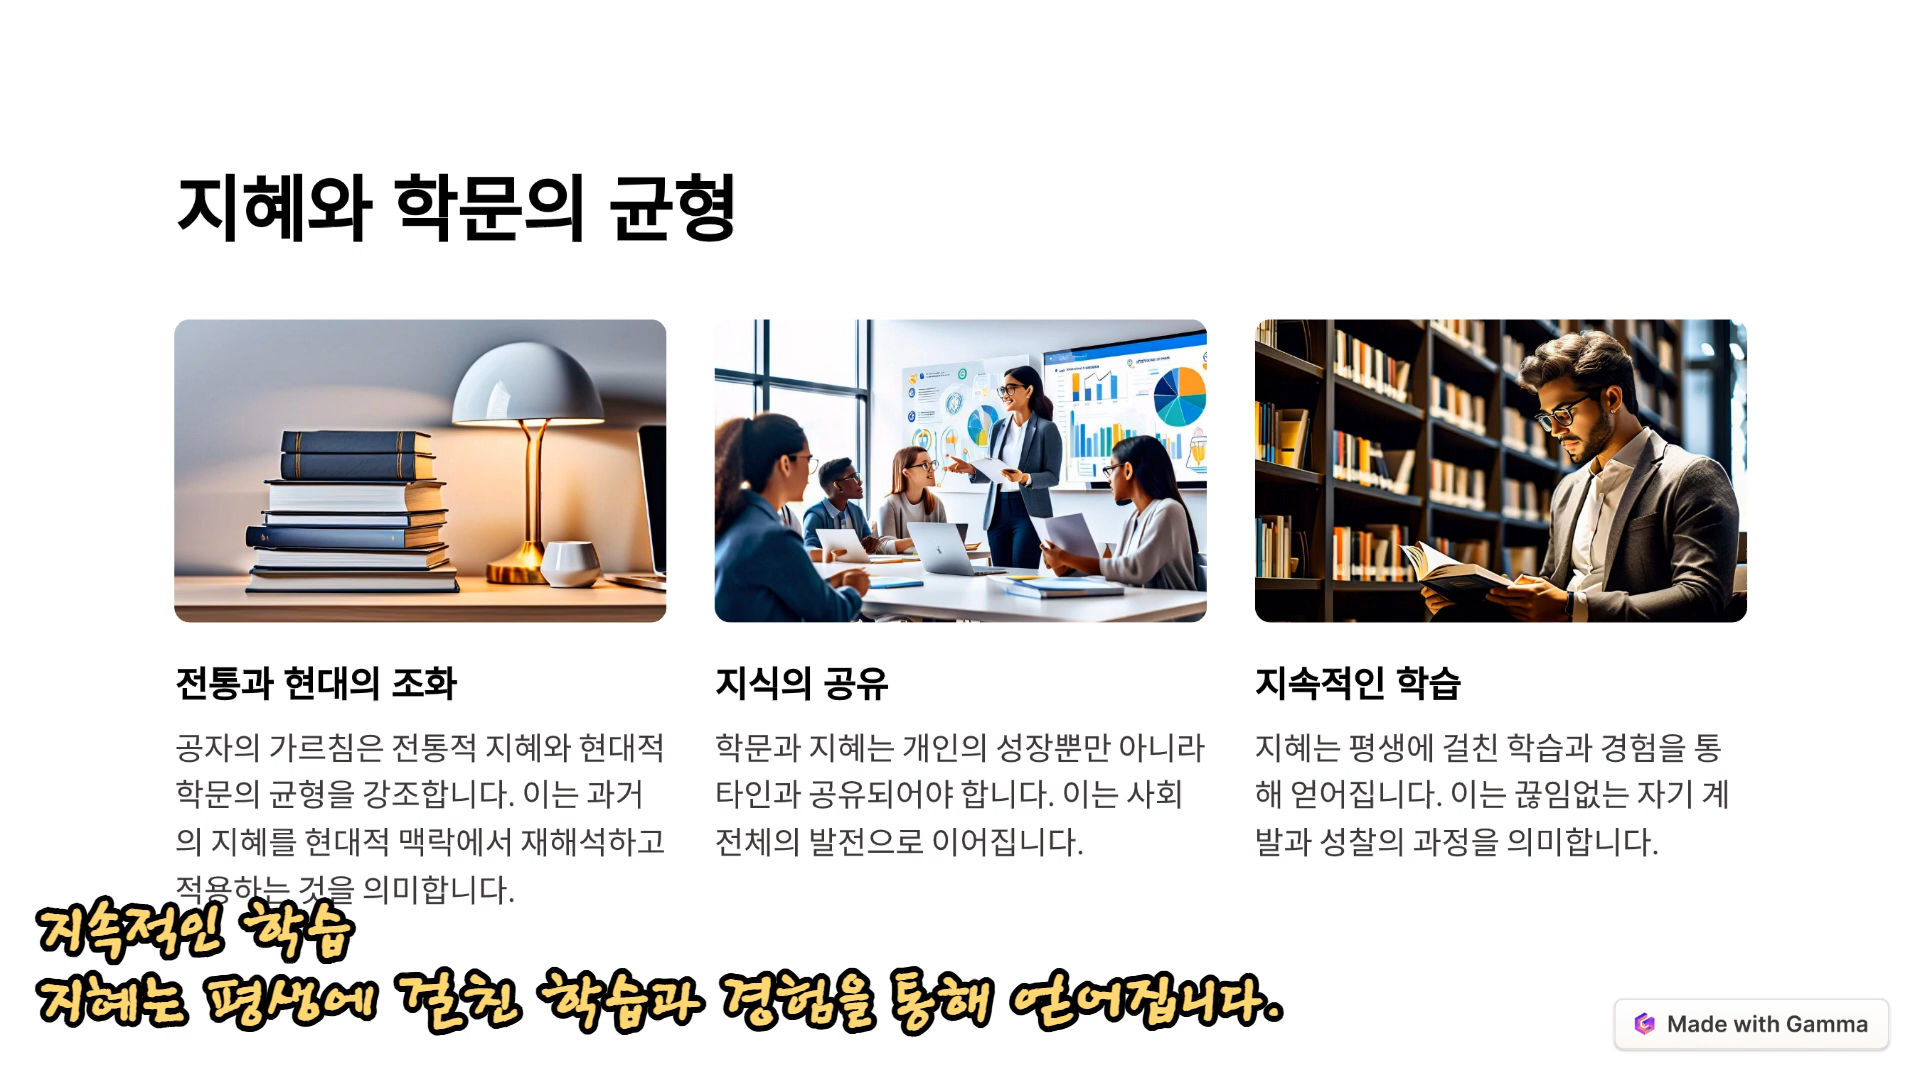 지혜와 학문의 균형
전통과 현대의 조화
공자의 가르침은 전통적 지혜와 현대적
학문의 균형을 강조합니다. 이는 과거
의 지혜를 현대적 맥락에서 재해석하고
적용하는 것을 의미합니다.
지식의 공유
학문과 지혜는 개인의 성장뿐만 아니라
타인과 공유되어야 합니다. 이는 사회
전체의 발전으로 이어집니다.
지속적인 학습
지혜는 평생에 걸친 학습과 경험을 통
해 얻어집니다. 이는 끊임없는 자기 계
발과 성찰의 과정을 의미합니다.
지속적인 학습
지혜는 평생에 걸친 학습과 경험을 통해 얻어집니다.
Made with Gamma